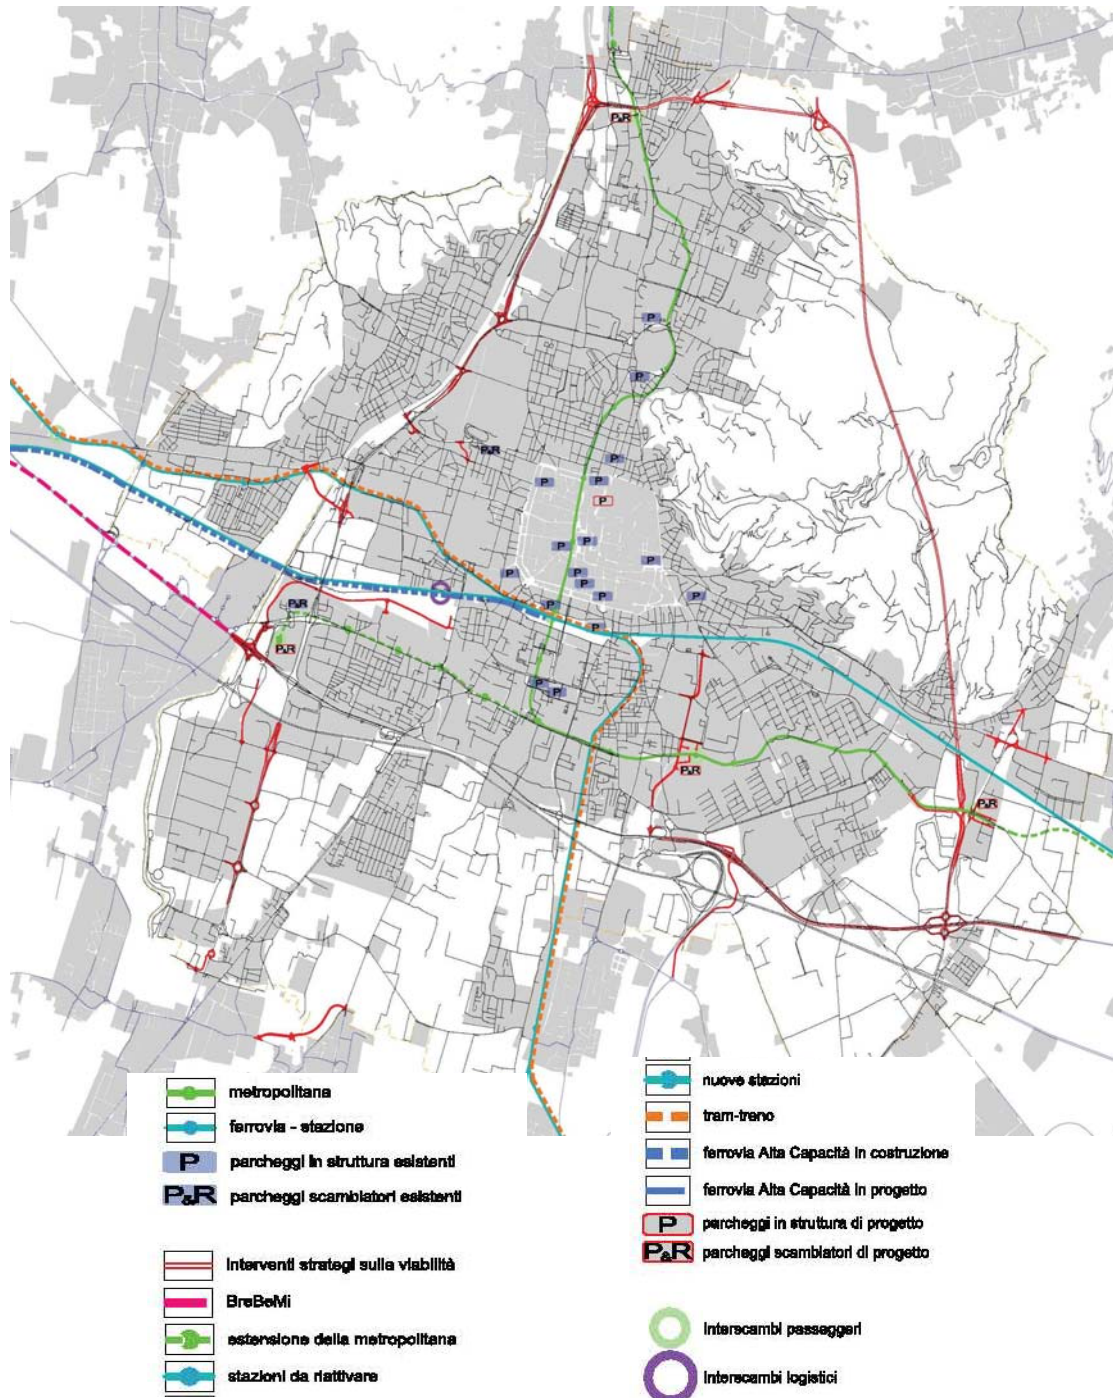 P&R
P
P
P&R
P
P
P
P
P
P
P
P
P
P
P
P
P&R
P
P
P&R
P
P
P&R
P&R
metropolitana
ferrovia - stazione
P parcheggi in struttura esistenti
P&R parcheggi scambiatori esistenti
interventi strategi sulla viabilità
BreBeMi
estensione della metropolitana
stazioni da riattivare
nuove stazioni
tram-treno
ferrovia Alta Capacità in costruzione
ferrovia Alta Capacità in progetto
P parcheggi in struttura di progetto
P&R parcheggi scambiatori di progetto
interscambi passeggeri
interscambi logistici